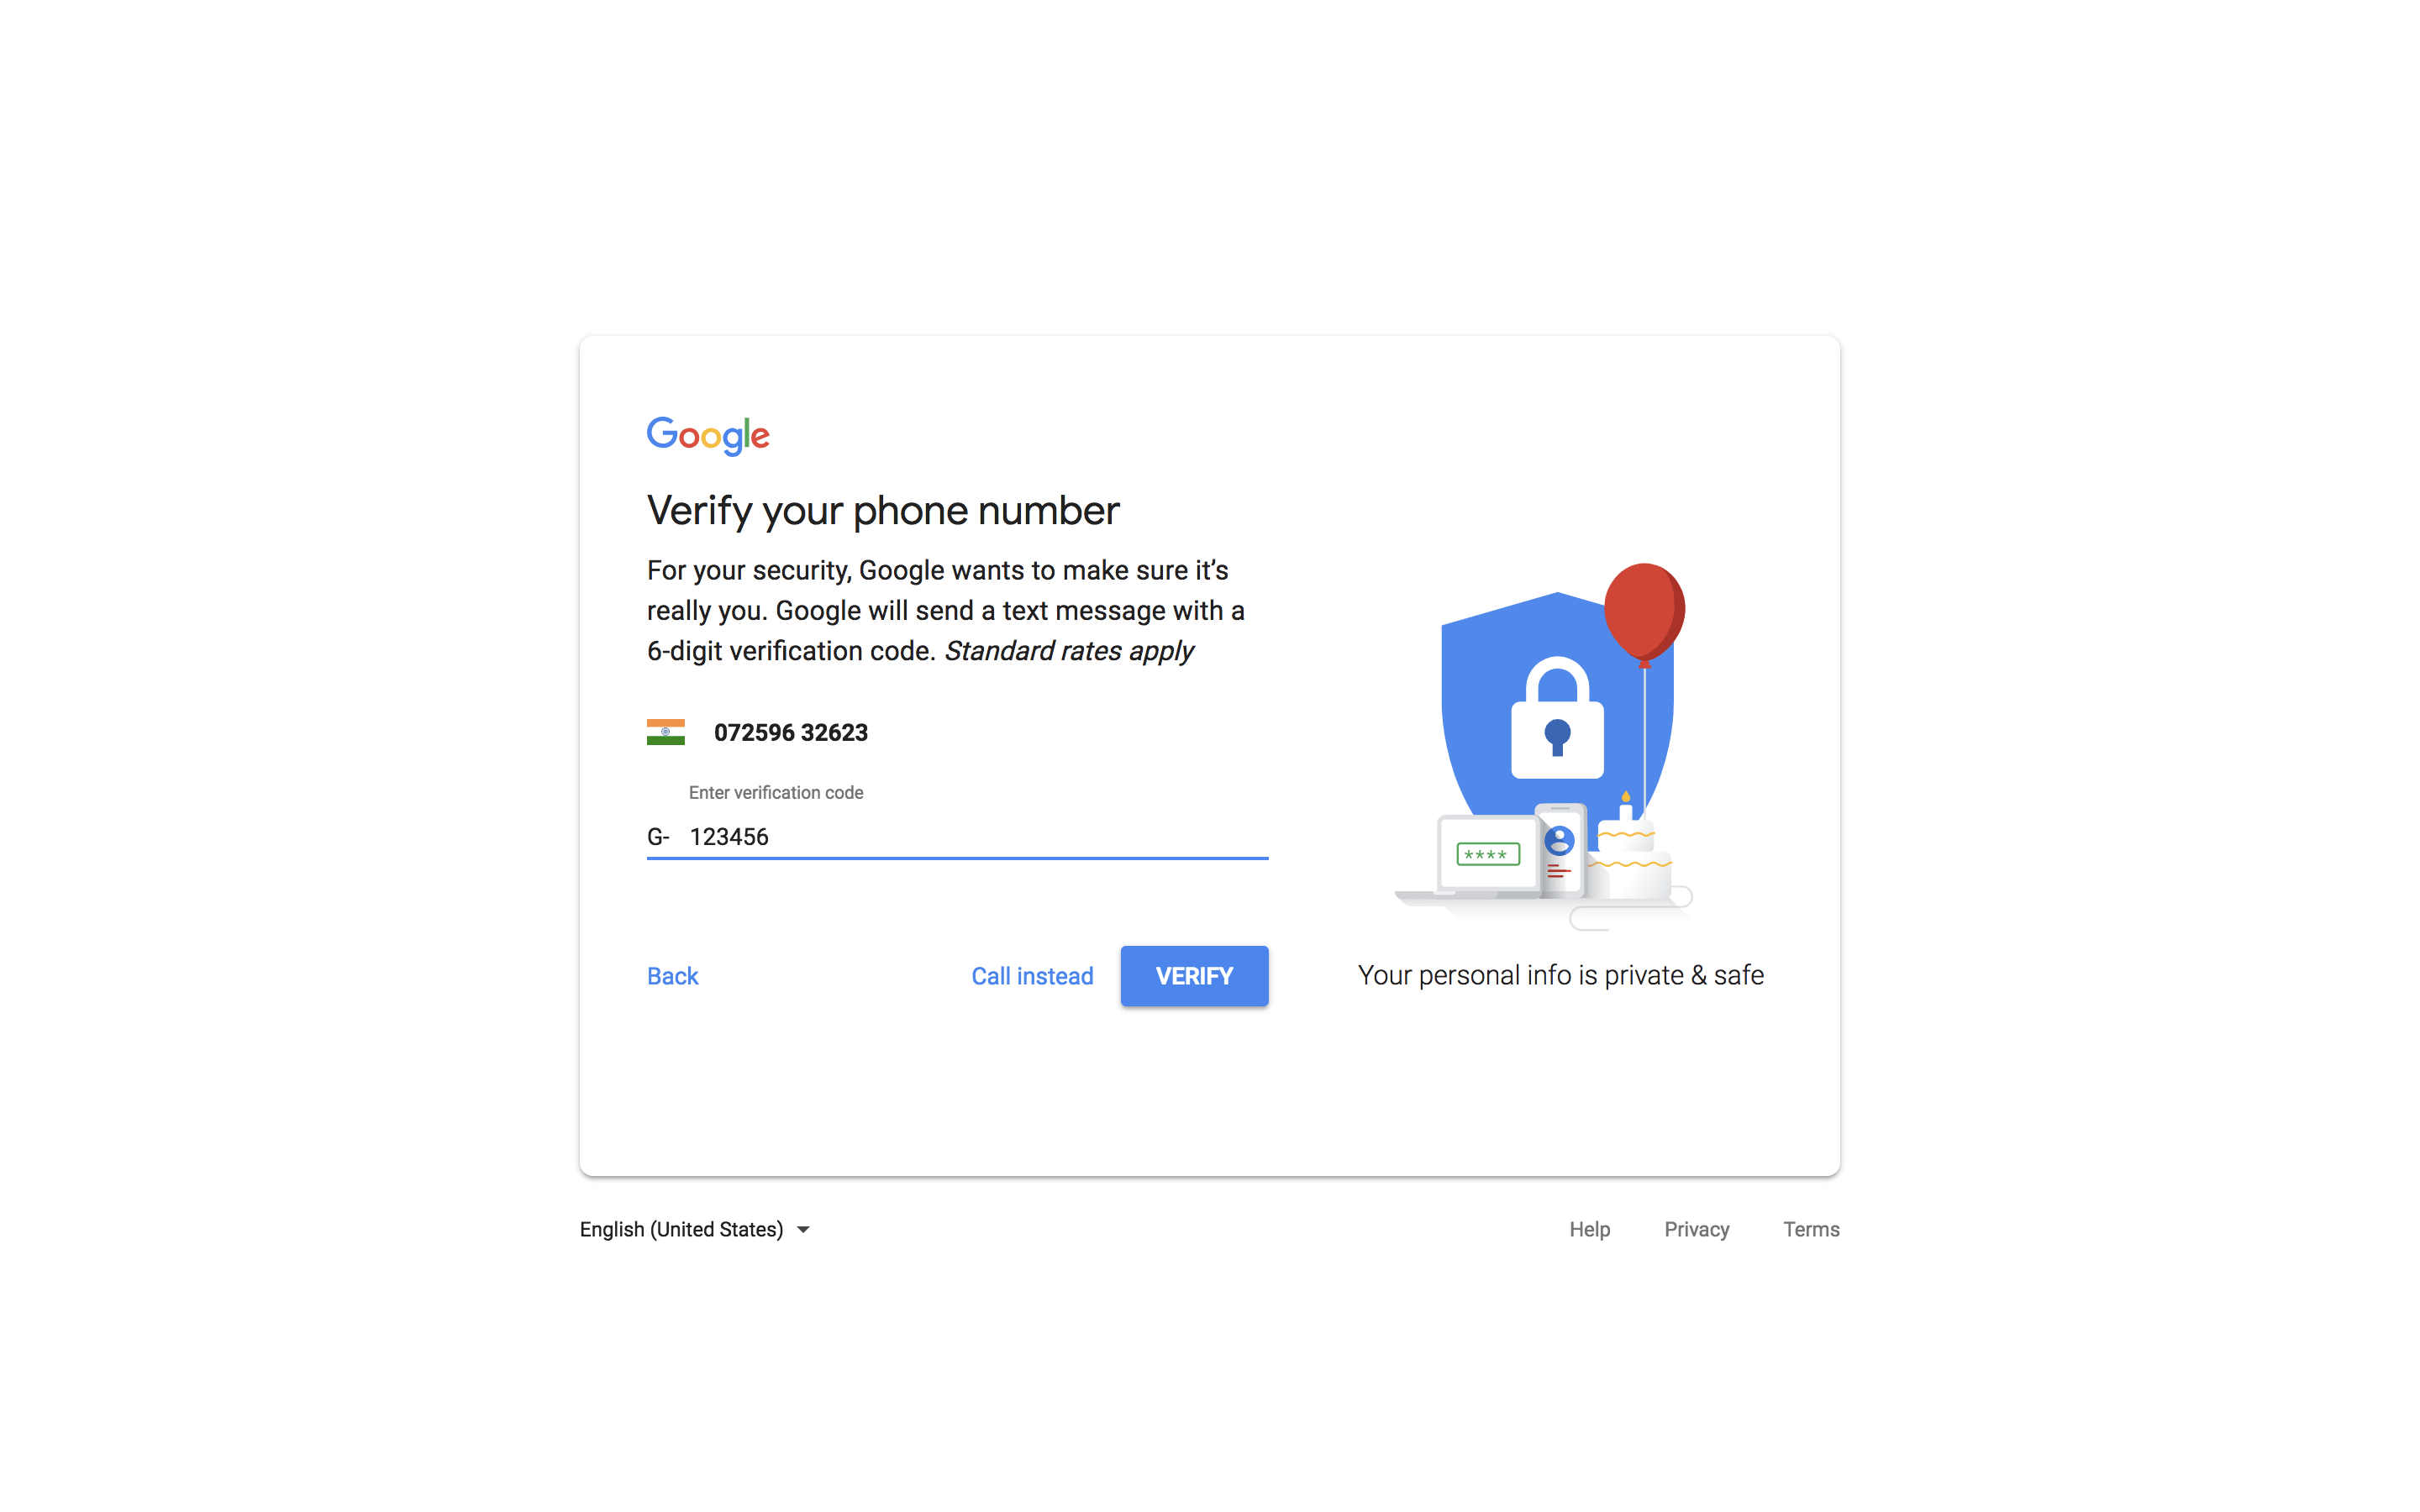 Google
Verify your phone number
For your security, Google wants to make sure it’s
really you. Google will send a text message with a
6-digit verification code. Standard rates apply
072596 32623
Enter verification code
G- 123456
Back
Call instead
VERIFY
****
Your personal info is private & safe
English (United States)
Help
Privacy
Terms